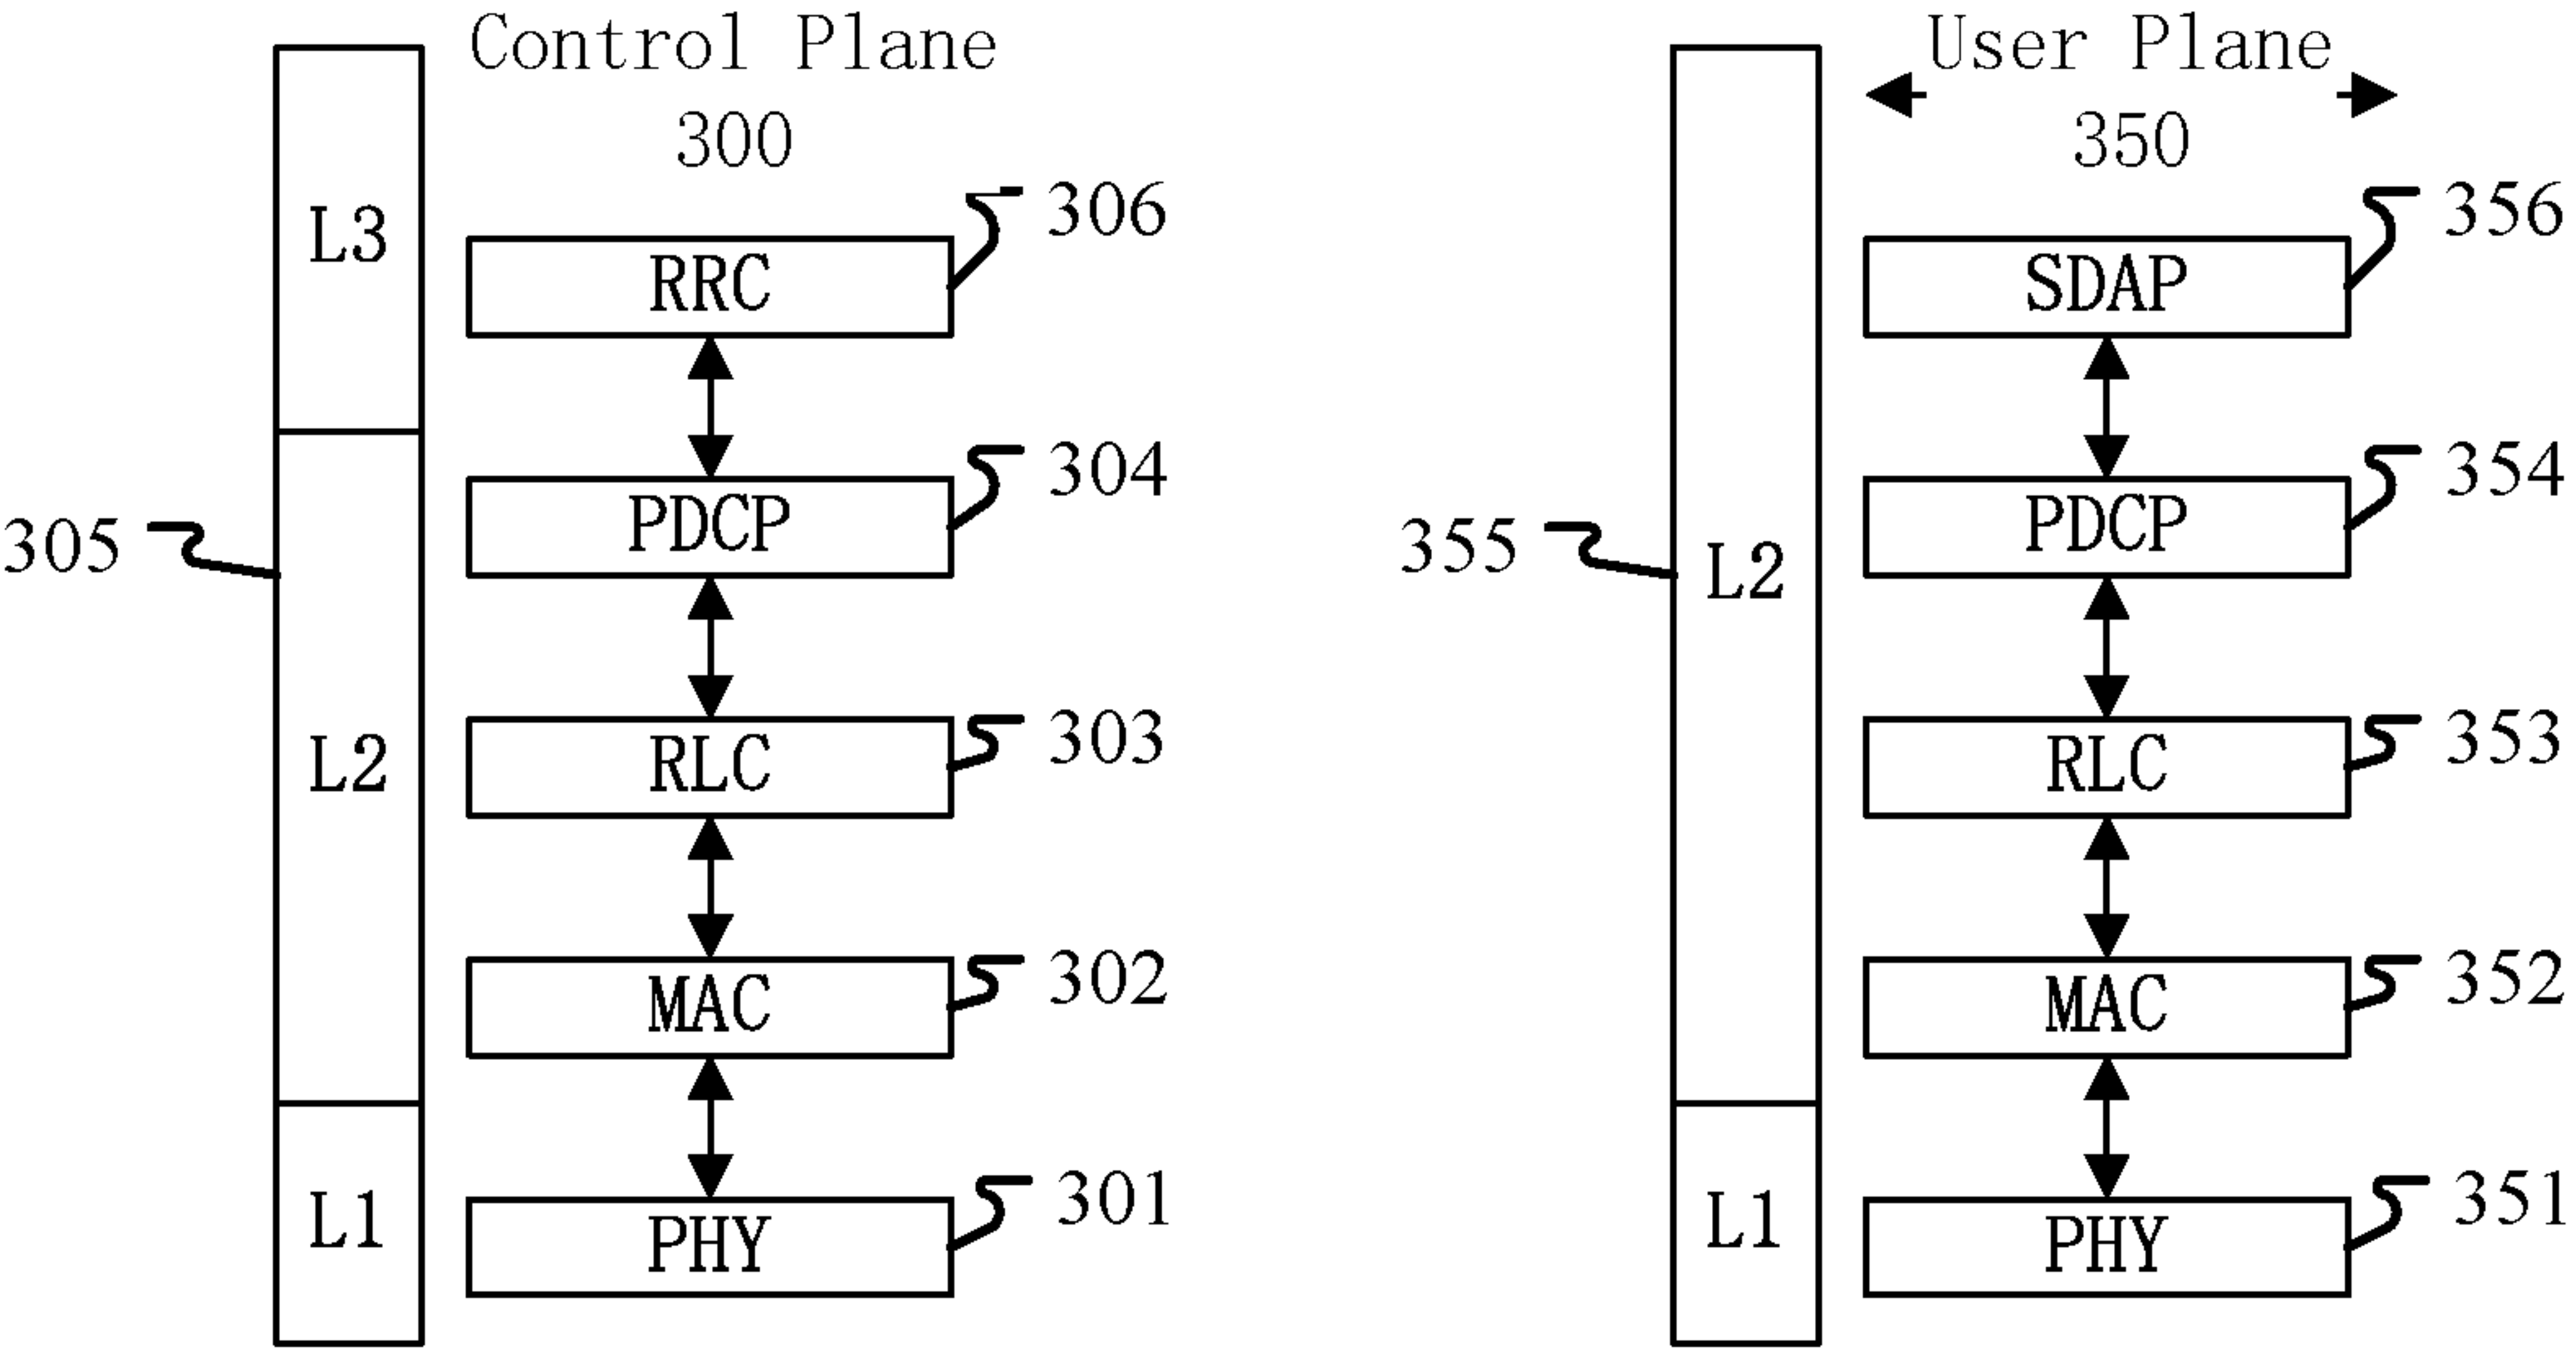 Control Plane
300
L3
RRC
306
PDCP
304
305
L2
RLC
303
MAC
302
L1
PHY
301
User Plane
350
SDAP
356
PDCP
354
355
L2
RLC
353
MAC
352
L1
PHY
351